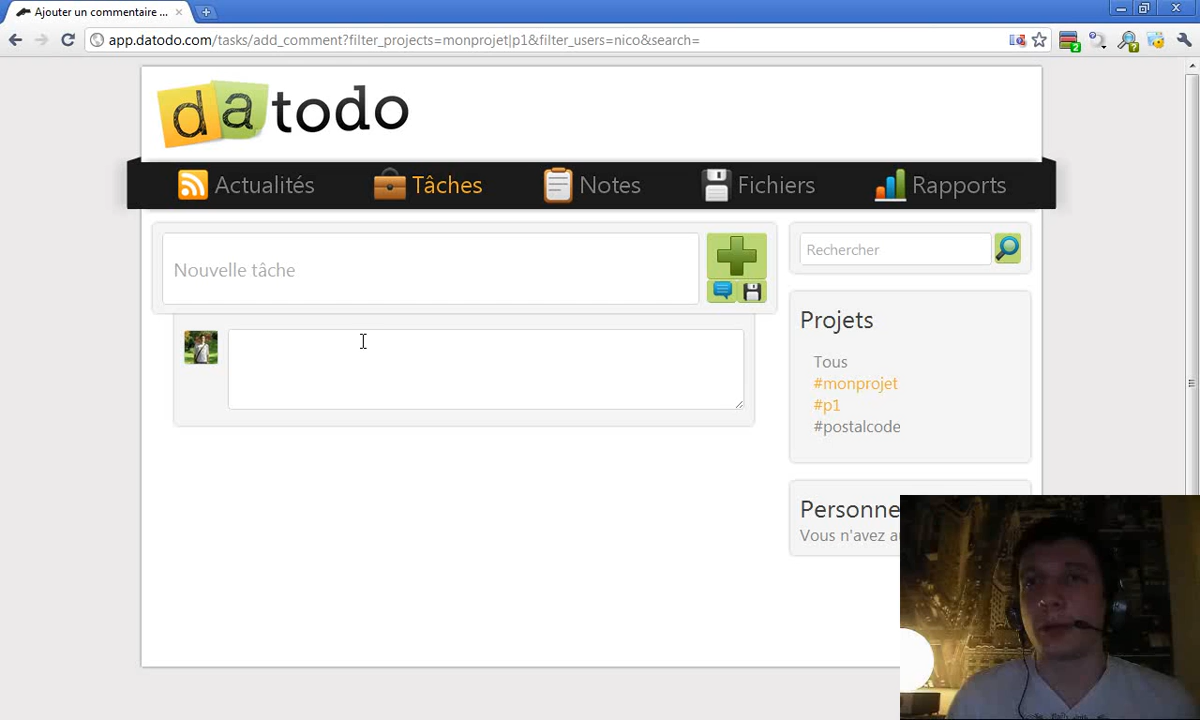 Ajouter un commentaire ...
app.datodo.com/tasks/add_comment?filter_projects=monprojet|p1&filter_users=nico&search=
2
datodo
Actualités
Tâches
Notes
Fichiers
Rapports
Nouvelle tâche
Rechercher
Projets
Tous
#monprojet
#p1
#postalcode
Vous n'avez